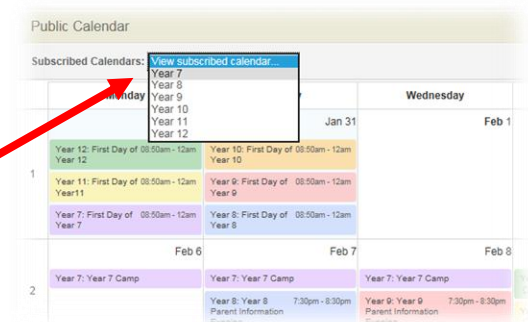 Public Calendar
Subscribed Calendars: View subscribed calendar...
Year 7
Year 8
Year 9
Year 10
Year 11
Year 12
Monday
Wednesday
Jan 31
Feb 1
1
Year 12: First Day of 08:50am - 12am
Year 12
Year 10: First Day of 08:50am - 12am
Year 10
Year 11: First Day of 08:50am - 12am
Year11
Year 9: First Day of 08:50am - 12am
Year 9
Year 7: First Day of 08:50am - 12am
Year 7
Year 8: First Day of 08:50am - 12am
Year 8
Feb 6
Feb 7
Feb 8
2
Year 7: Year 7 Camp
Year 7: Year 7 Camp
Year 7: Year 7 Camp
Year 8: Year 8 7:30pm - 8:30pm
Parent Information
Year 9: Year 9 7:30pm - 8:30pm
Parent Information